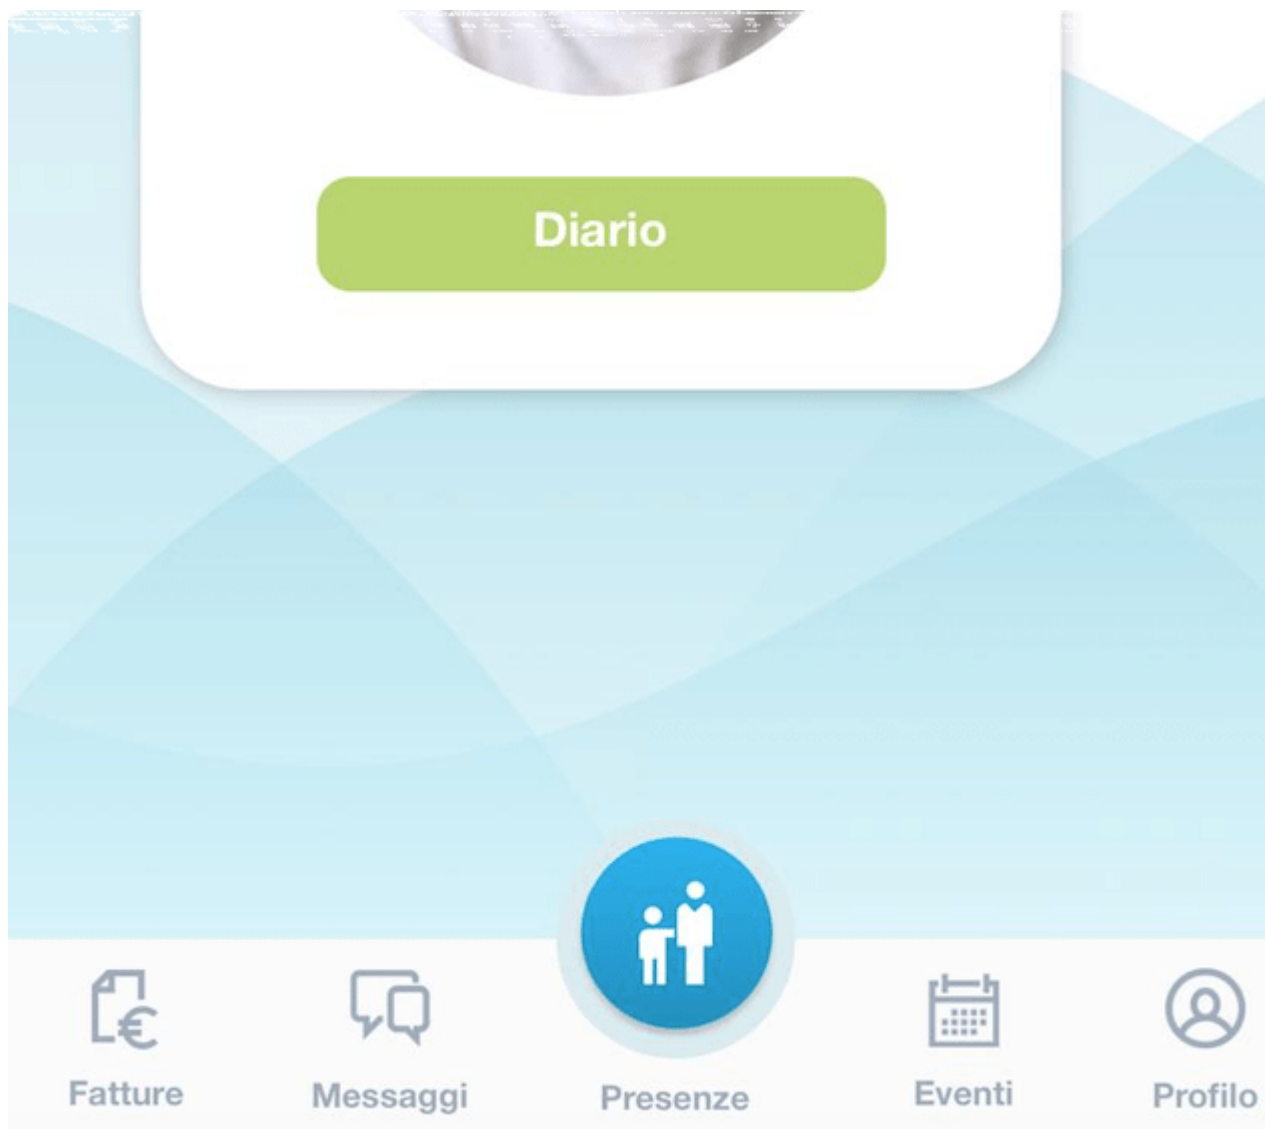 Diario
Fatture
Messaggi
Presenze
Eventi
Profilo